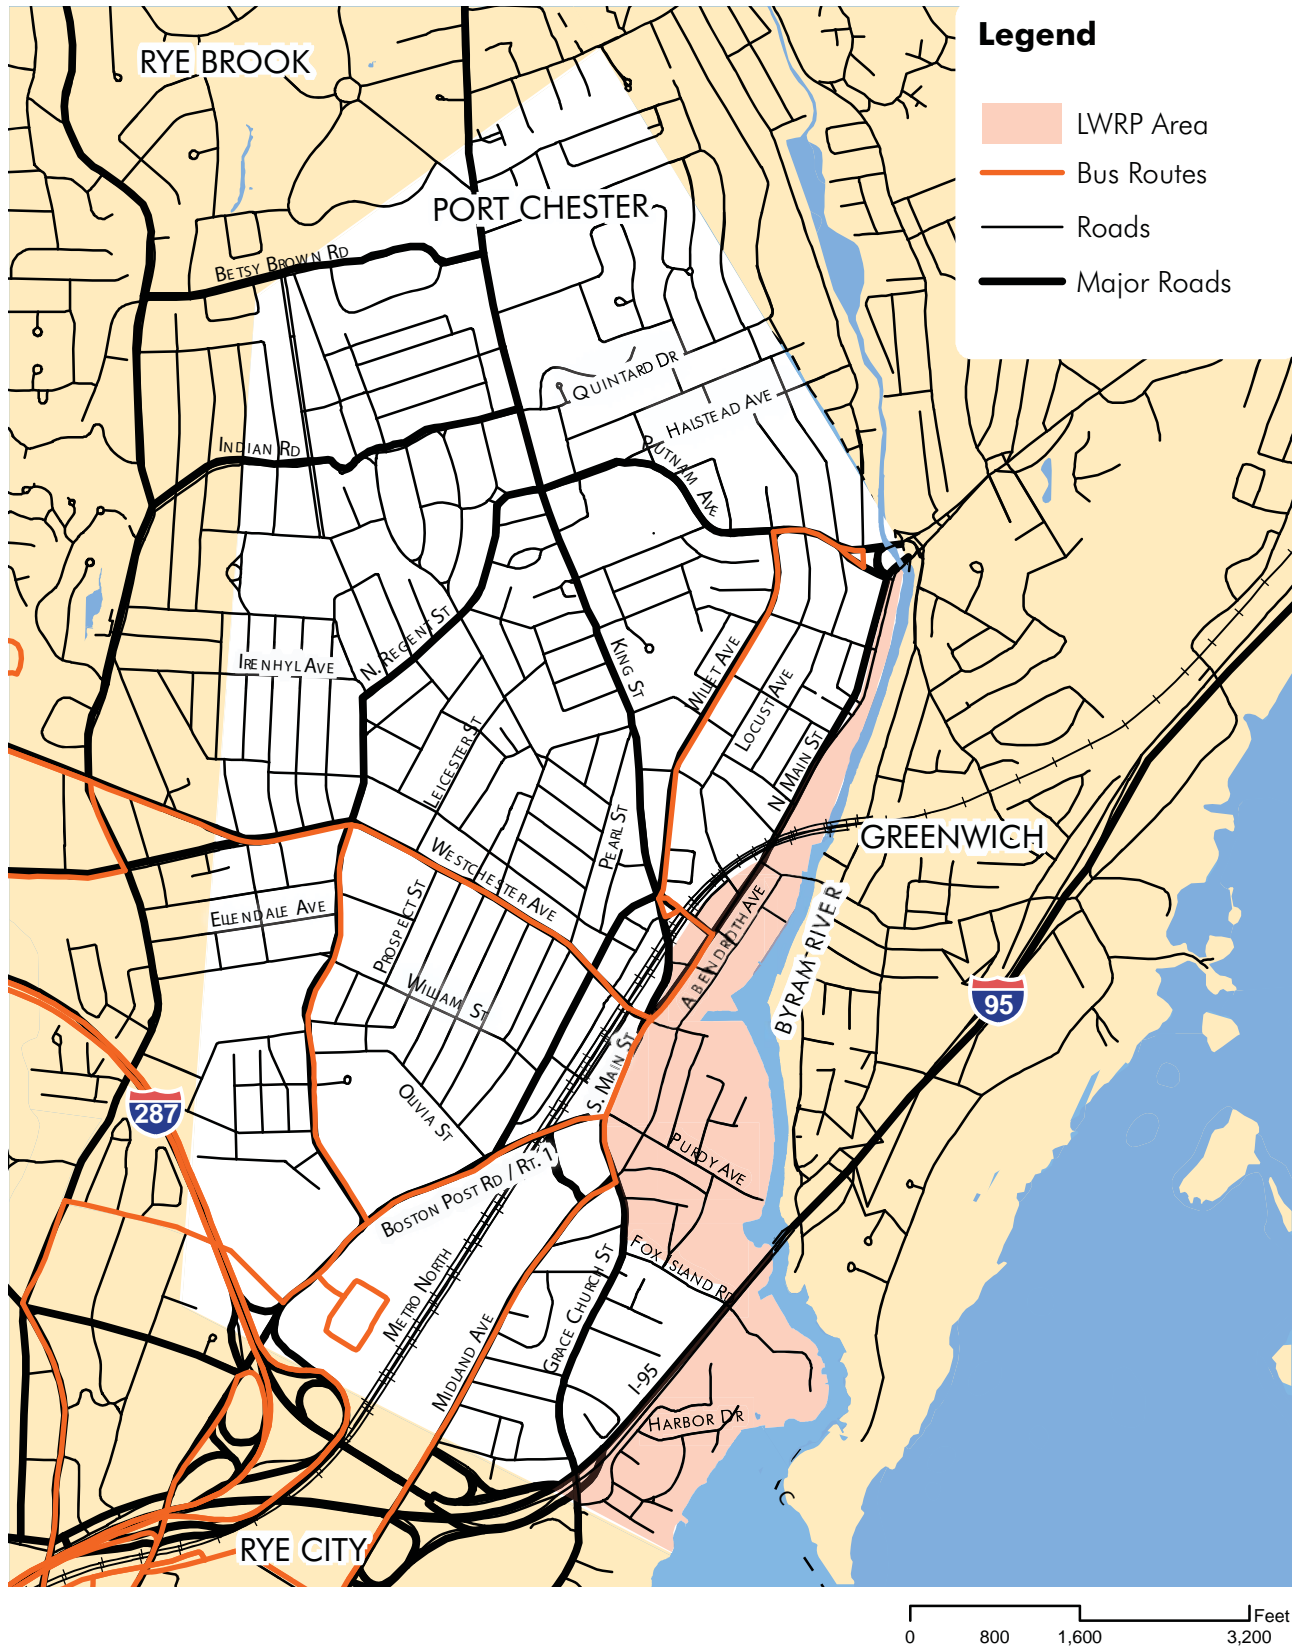 Legend
RYE BROOK
LWRP Area
Bus Routes
PORT CHESTER
Roads
BETSY BROWN RD
Major Roads
QUINTARD DR
HALSTEAD AVE
INDIAN RD
PUTNAM AVE
N. REGENT ST
IRENHYL AVE
KING ST
WILLET AVE
LOCUST AVE
LEICESTER ST
N. MAIN ST
PEARL ST
GREENWICH
WESTCHESTER AVE
ELLENDALE AVE
PROSPECT ST
ABENDROTH AVE
BYRAM RIVER
WILLIAM ST
95
S. MAIN ST
287
OLIVIA ST
PURDY AVE
BOSTON POST RD / RT. 1
FOX ISLAND RD
METRO NORTH
GRACE CHURCH ST
MIDLAND AVE
I-95
HARBOR DR
RYE CITY
Feet
0 800 1,600 3,200